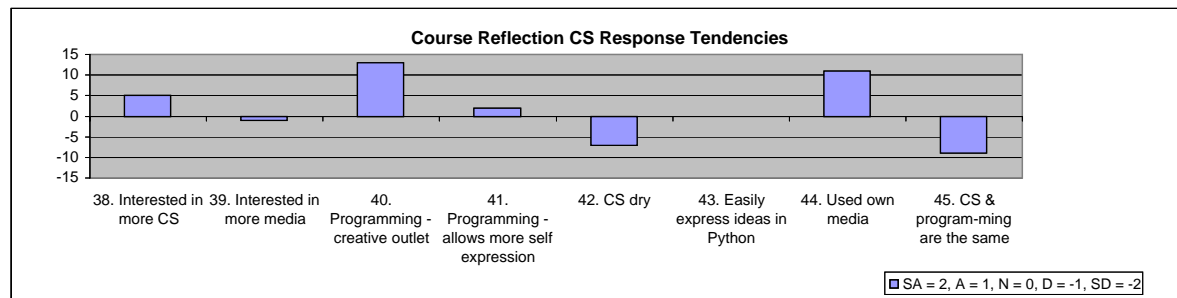 Course Reflection CS Response Tendencies
15
10
5
0
-5
-10
-15
38. Interested in
more CS
39. Interested in
more media
40.
Programming -
creative outlet
41.
Programming -
allows more self
expression
42. CS dry
43. Easily
express ideas in
Python
44. Used own
media
45. CS &
program-ming
are the same
SA = 2, A = 1, N = 0, D = -1, SD = -2